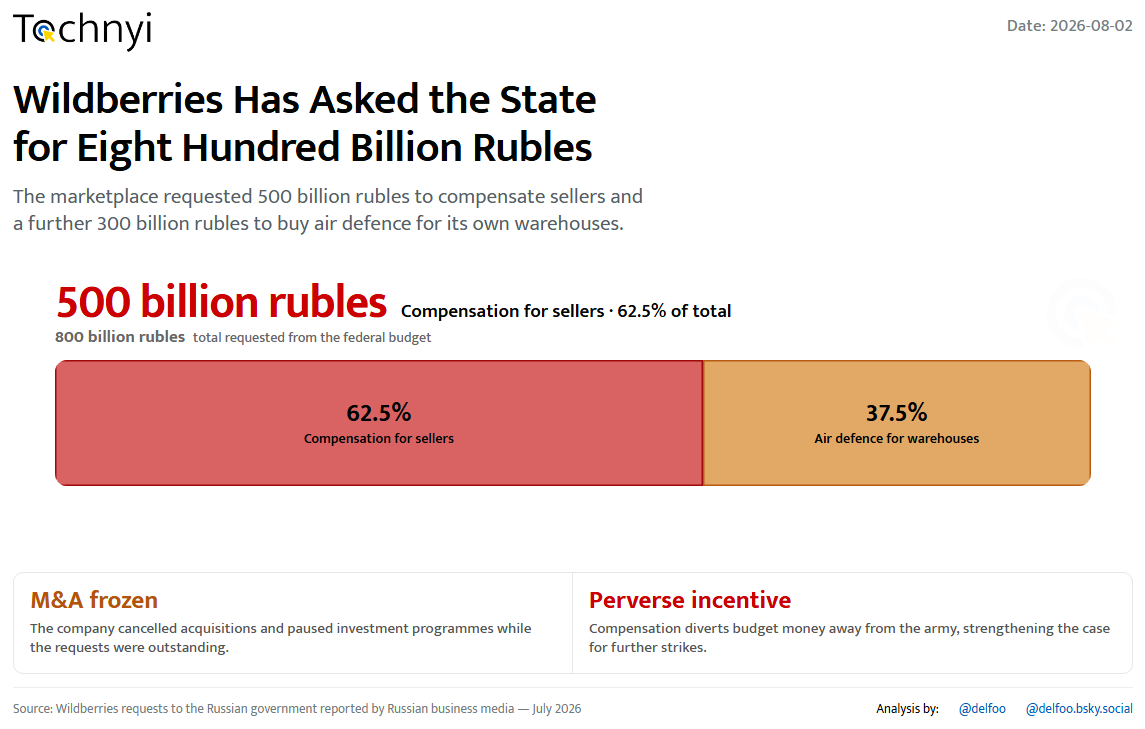 Technyi
Date: 2026-08-02
Wildberries Has Asked the State
for Eight Hundred Billion Rubles
The marketplace requested 500 billion rubles to compensate sellers and
a further 300 billion rubles to buy air defence for its own warehouses.
500 billion rubles Compensation for sellers · 62.5% of total
800 billion rubles total requested from the federal budget
62.5%
Compensation for sellers
37.5%
Air defence for warehouses
M&A frozen
The company cancelled acquisitions and paused investment programmes while
the requests were outstanding.
Perverse incentive
Compensation diverts budget money away from the army, strengthening the case
for further strikes.
Source: Wildberries requests to the Russian government reported by Russian business media — July 2026
Analysis by: @delfoo @delfoo.bsky.social